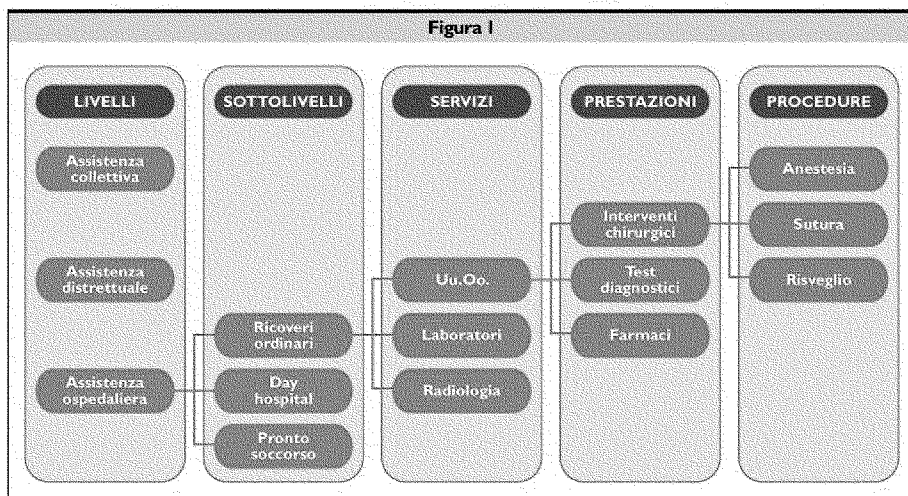 Figura 1
LIVELLI
Assistenza
collettiva
Assistenza
distrettuale
Assistenza
ospedaliera
SOTTOLIVELLI
Ricoveri
ordinari
Day
hospital
Pronto
soccorso
SERVIZI
Uu.Oo.
Laboratori
Radiologia
PRESTAZIONI
Interventi
chirurgici
Test
diagnostici
Farmaci
PROCEDURE
Anestesia
Sutura
Risveglio